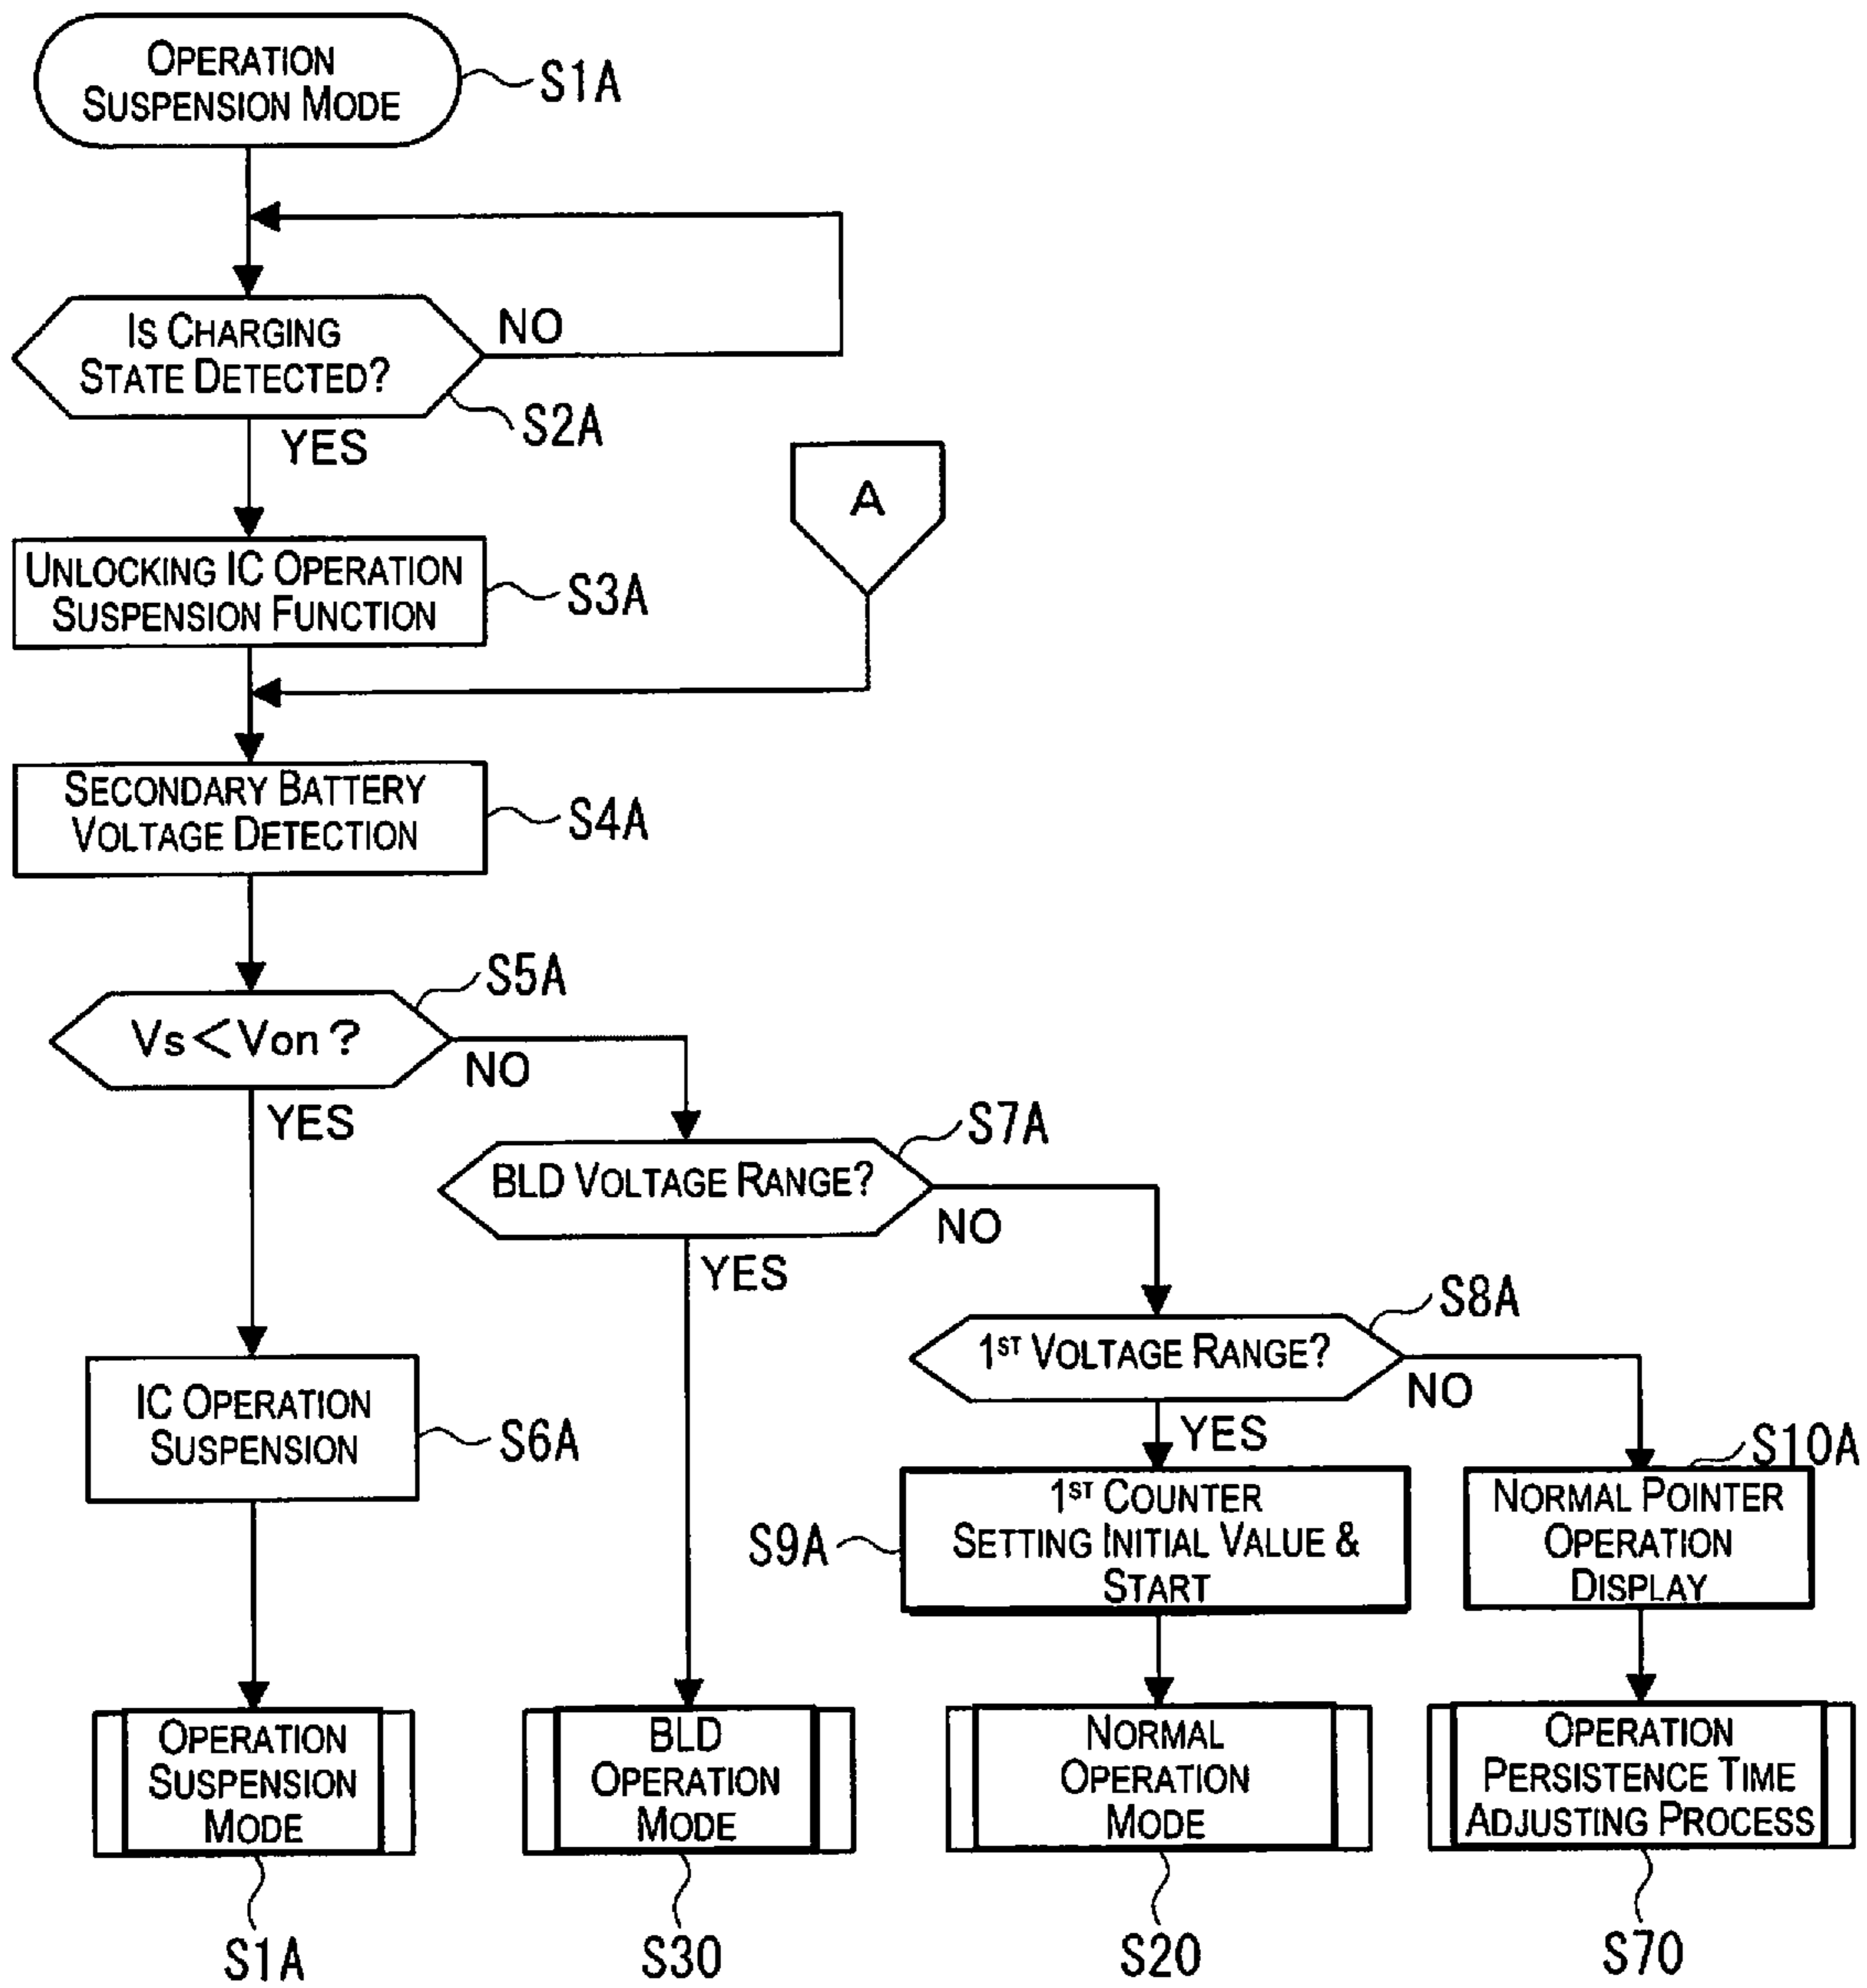 OPERATION
SUSPENSION MODE
S1A
IS CHARGING
STATE DETECTED?
NO
S2A
YES
A
UNLOCKING IC OPERATION
SUSPENSION FUNCTION
S3A
SECONDARY BATTERY
VOLTAGE DETECTION
S4A
S5A
Vs<Von?
NO
YES
S7A
BLD VOLTAGE RANGE?
NO
YES
S8A
1ST VOLTAGE RANGE?
NO
YES
IC OPERATION
SUSPENSION
S6A
S9A
1ST COUNTER
SETTING INITIAL VALUE &
START
S10A
NORMAL POINTER
OPERATION
DISPLAY
OPERATION
SUSPENSION
MODE
S1A
BLD
OPERATION
MODE
S30
NORMAL
OPERATION
MODE
S20
OPERATION
PERSISTENCE TIME
ADJUSTING PROCESS
S70